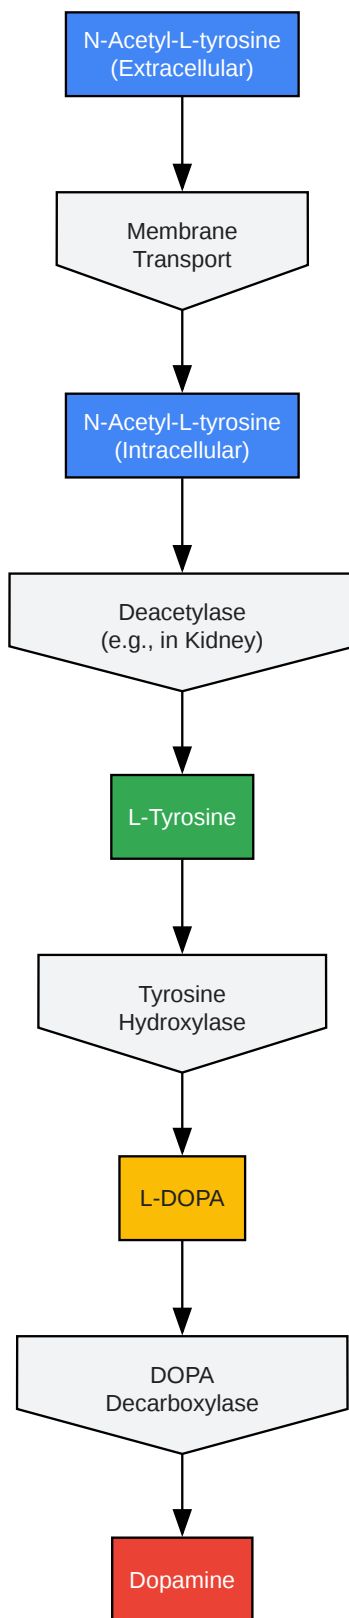 N-Acetyl-L-tyrosine
(Extracellular)
Membrane
Transport
N-Acetyl-L-tyrosine
(Intracellular)
Deacetylase
(e.g., in Kidney)
L-Tyrosine
Tyrosine
Hydroxylase
L-DOPA
DOPA
Decarboxylase
Dopamine